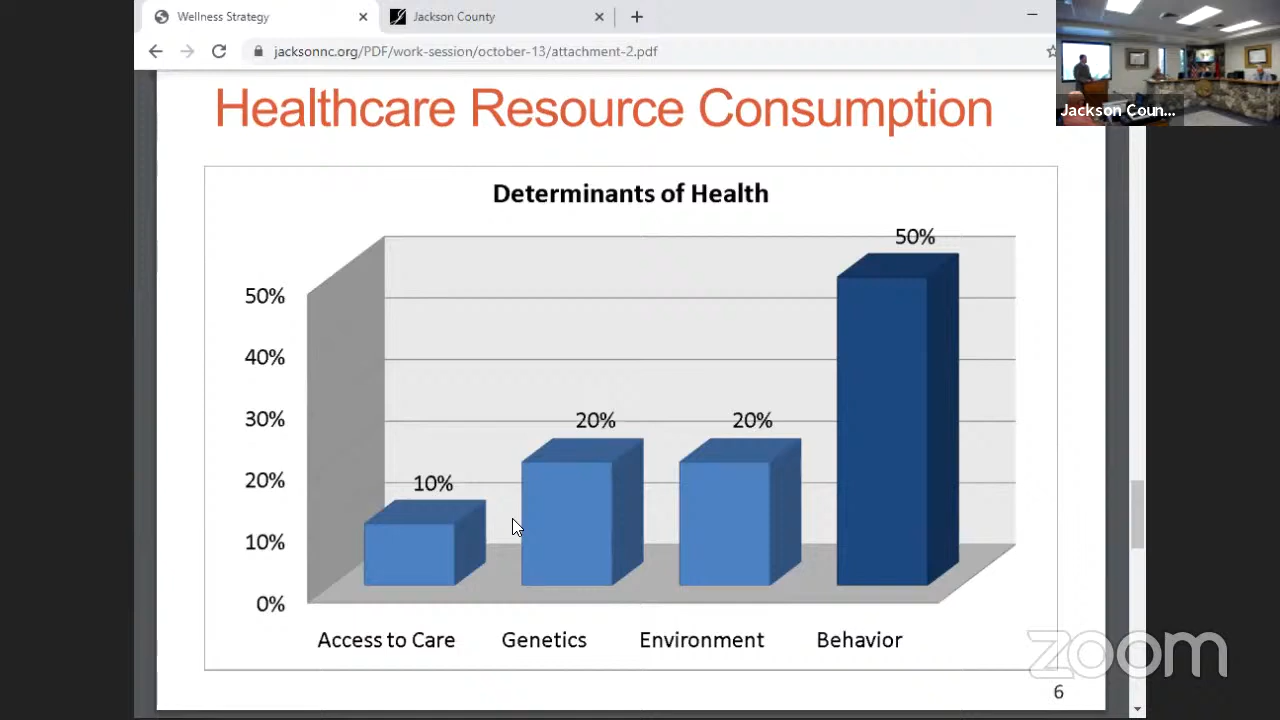 Wellness Strategy
Jackson County
jacksonnc.org/PDF/work-session/october-13/attachment-2.pdf
Jackson Coun...
Healthcare Resource Consumption
Determinants of Health
50%
50%
40%
30%
20%
20%
20%
10%
10%
0%
Access to Care Genetics Environment Behavior
zoom
6